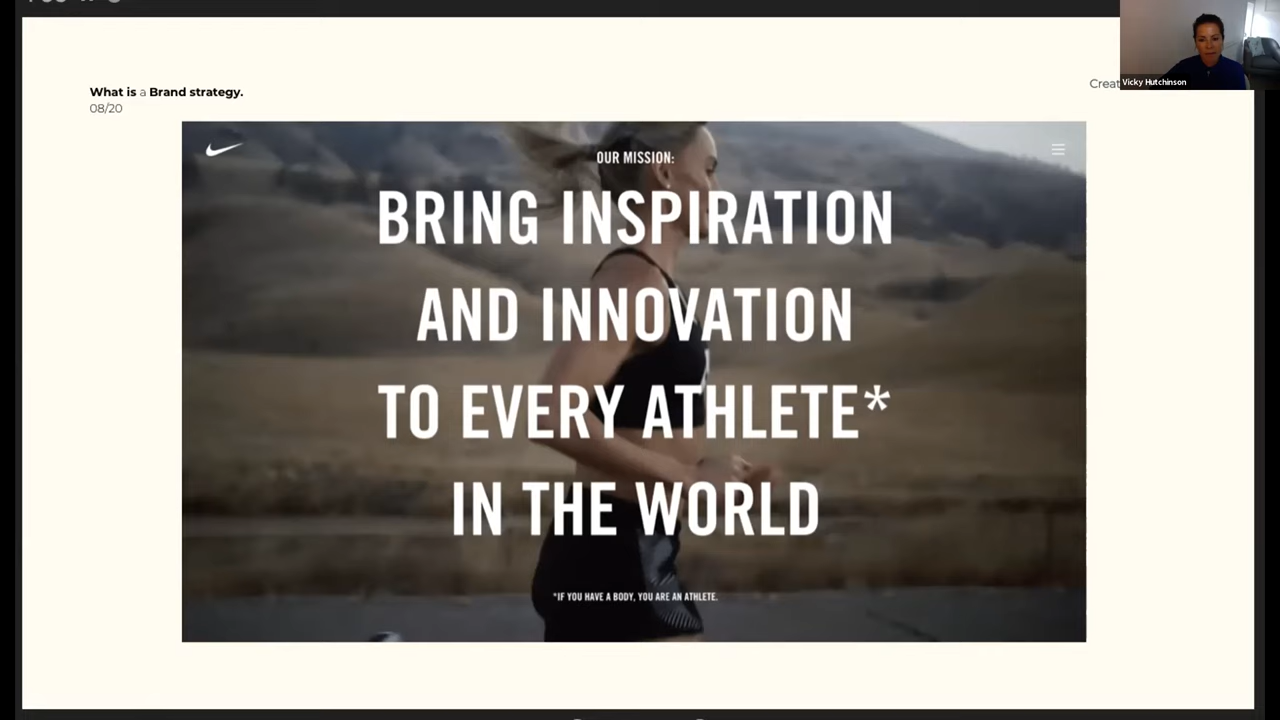 What is a Brand strategy.
08/20
Creat
Vicky Hutchinson
OUR MISSION:
BRING INSPIRATION
AND INNOVATION
TO EVERY ATHLETE*
IN THE WORLD
*IF YOU HAVE A BODY, YOU ARE AN ATHLETE.